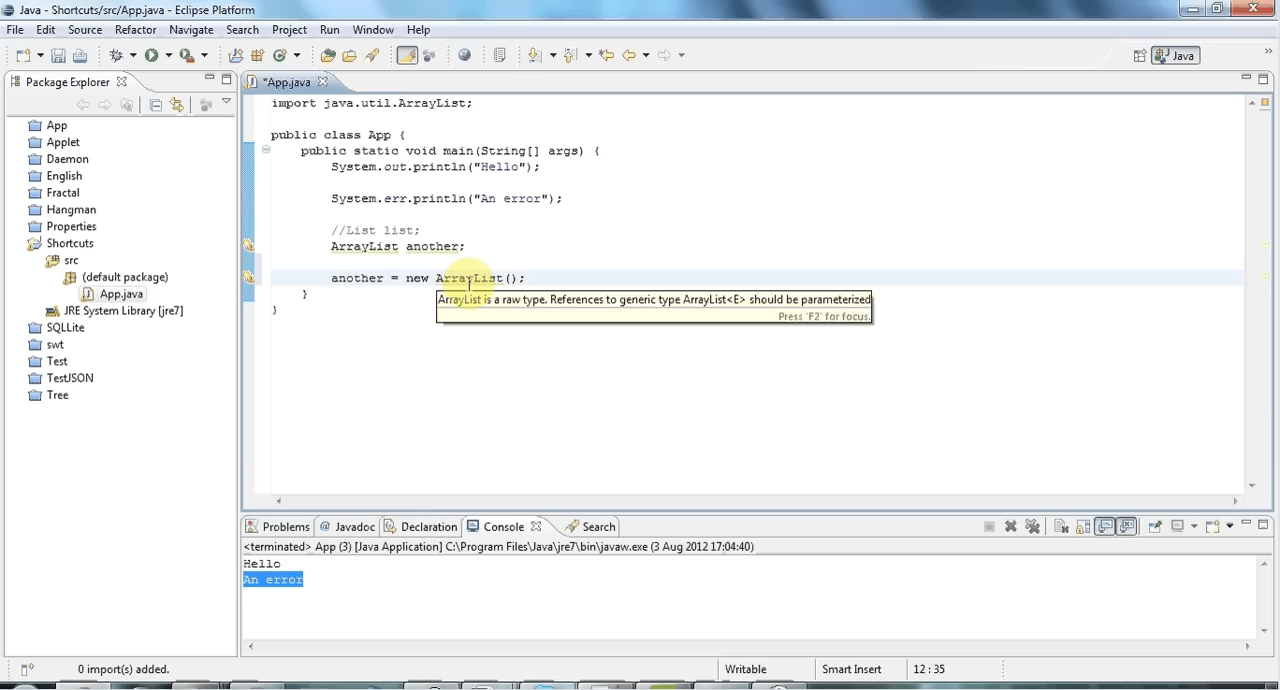 Java - Shortcuts/src/App.java - Eclipse Platform
File Edit Source Refactor Navigate Search Project Run Window Help
Java
Package Explorer
*App.java
App
Applet
Daemon
English
Fractal
Hangman
Properties
Shortcuts
src
(default package)
App.java
JRE System Library [jre7]
SQLLite
swt
Test
TestJSON
Tree
import java.util.ArrayList;
public class App {
public static void main(String[] args) {
System.out.println("Hello");
System.err.println("An error");
//List list;
ArrayList another;
another = new ArrayList();
}
}
ArrayList is a raw type. References to generic type ArrayList<E> should be parameterized
Press 'F2' for focus.
Problems @ Javadoc Declaration Console Search
<terminated> App (3) [Java Application] C:\Program Files\Java\jre7\bin\javaw.exe (3 Aug 2012 17:04:40)
Hello
An error
0 import(s) added. Writable Smart Insert 12 : 35